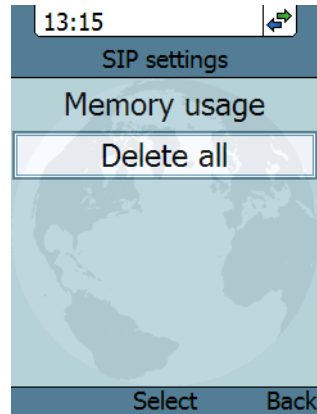 13:15
SIP settings
Memory usage
Delete all
Select Back